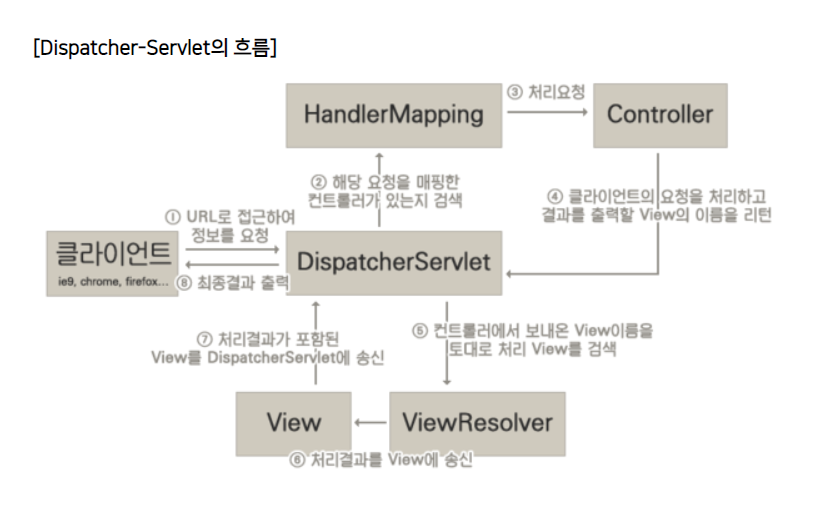 [Dispatcher-Servlet의 흐름]
HandlerMapping
③ 처리요청
Controller
② 해당 요청을 매핑한
컨트롤러가 있는지 검색
④ 클라이언트의 요청을 처리하고
결과를 출력할 View의 이름을 리턴
① URL로 접근하여
정보를 요청
클라이언트
ie9, chrome, firefox...
DispatcherServlet
⑧ 최종결과 출력
⑦ 처리결과가 포함된
View를 DispatcherServlet에 송신
⑤ 컨트롤러에서 보내온 View이름을
토대로 처리 View를 검색
View
ViewResolver
⑥ 처리결과를 View에 송신